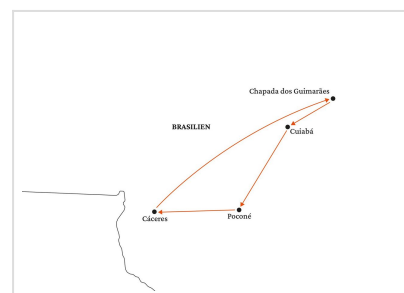 Chapada dos Guimarães
BRASILIEN
Cuiabá
Cáceres
Poconé